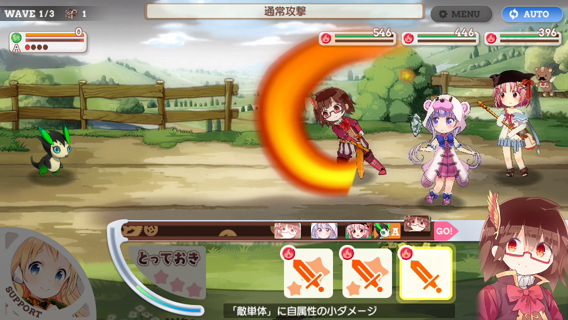 WAVE 1/3
1
通常攻撃
MENU
AUTO
0
A
546
446
396
A
GO!
とっておき
SUPPORT
「敵単体」に自属性の小ダメージ